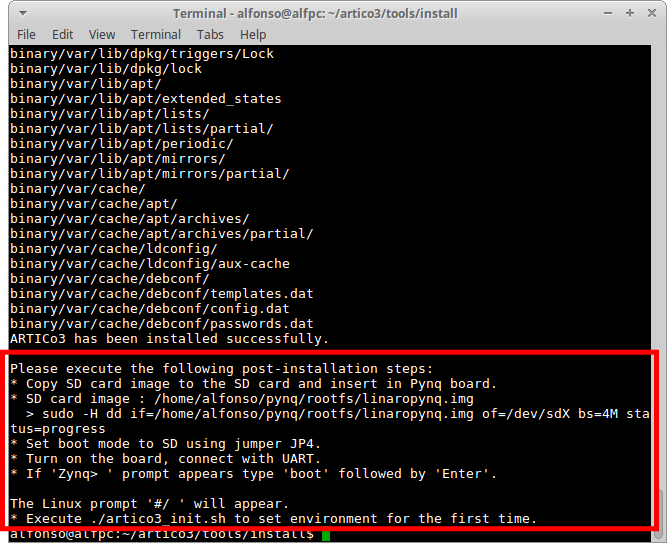 Terminal - alfonso@alfpc: ~/artico3/tools/install
File Edit View Terminal Tabs Help
binary/var/lib/dpkg/triggers/Lock
binary/var/lib/dpkg/lock
binary/var/lib/apt/
binary/var/lib/apt/extended_states
binary/var/lib/apt/lists/
binary/var/lib/apt/lists/partial/
binary/var/lib/apt/periodic/
binary/var/lib/apt/mirrors/
binary/var/lib/apt/mirrors/partial/
binary/var/cache/
binary/var/cache/apt/
binary/var/cache/apt/archives/
binary/var/cache/apt/archives/partial/
binary/var/cache/ldconfig/
binary/var/cache/ldconfig/aux-cache
binary/var/cache/debconf/
binary/var/cache/debconf/templates.dat
binary/var/cache/debconf/config.dat
binary/var/cache/debconf/passwords.dat
ARTICo3 has been installed successfully.
Please execute the following post-installation steps:
* Copy SD card image to the SD card and insert in Pynq board.
* SD card image : /home/alfonso/pynq/rootfs/linaropynq.img
> sudo -H dd if=/home/alfonso/pynq/rootfs/linaropynq.img of=/dev/sdX bs=4M sta
tus=progress
* Set boot mode to SD using jumper JP4.
* Turn on the board, connect with UART.
* If 'Zynq> ' prompt appears type 'boot' followed by 'Enter'.
The Linux prompt '#/ ' will appear.
* Execute ./artico3_init.sh to set environment for the first time.
alfonso@alfpc:~/artico3/tools/install$